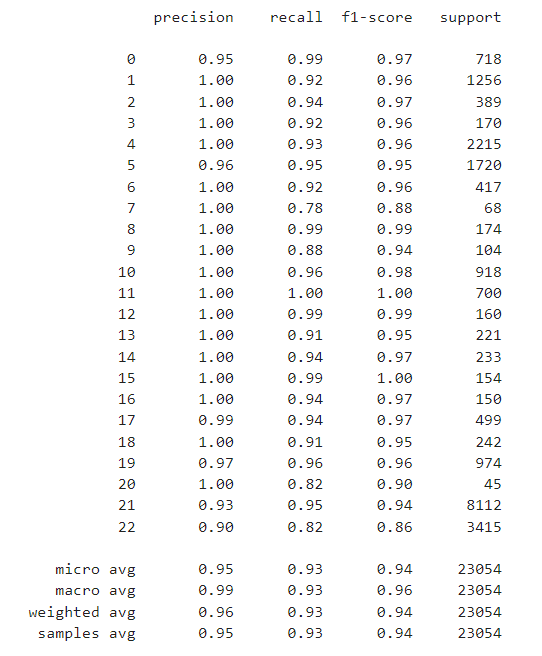 precision recall f1-score support
0 0.95 0.99 0.97 718
1 1.00 0.92 0.96 1256
2 1.00 0.94 0.97 389
3 1.00 0.92 0.96 170
4 1.00 0.93 0.96 2215
5 0.96 0.95 0.95 1720
6 1.00 0.92 0.96 417
7 1.00 0.78 0.88 68
8 1.00 0.99 0.99 174
9 1.00 0.88 0.94 104
10 1.00 0.96 0.98 918
11 1.00 1.00 1.00 700
12 1.00 0.99 0.99 160
13 1.00 0.91 0.95 221
14 1.00 0.94 0.97 233
15 1.00 0.99 1.00 154
16 1.00 0.94 0.97 150
17 0.99 0.94 0.97 499
18 1.00 0.91 0.95 242
19 0.97 0.96 0.96 974
20 1.00 0.82 0.90 45
21 0.93 0.95 0.94 8112
22 0.90 0.82 0.86 3415
micro avg 0.95 0.93 0.94 23054
macro avg 0.99 0.93 0.96 23054
weighted avg 0.96 0.93 0.94 23054
samples avg 0.95 0.93 0.94 23054